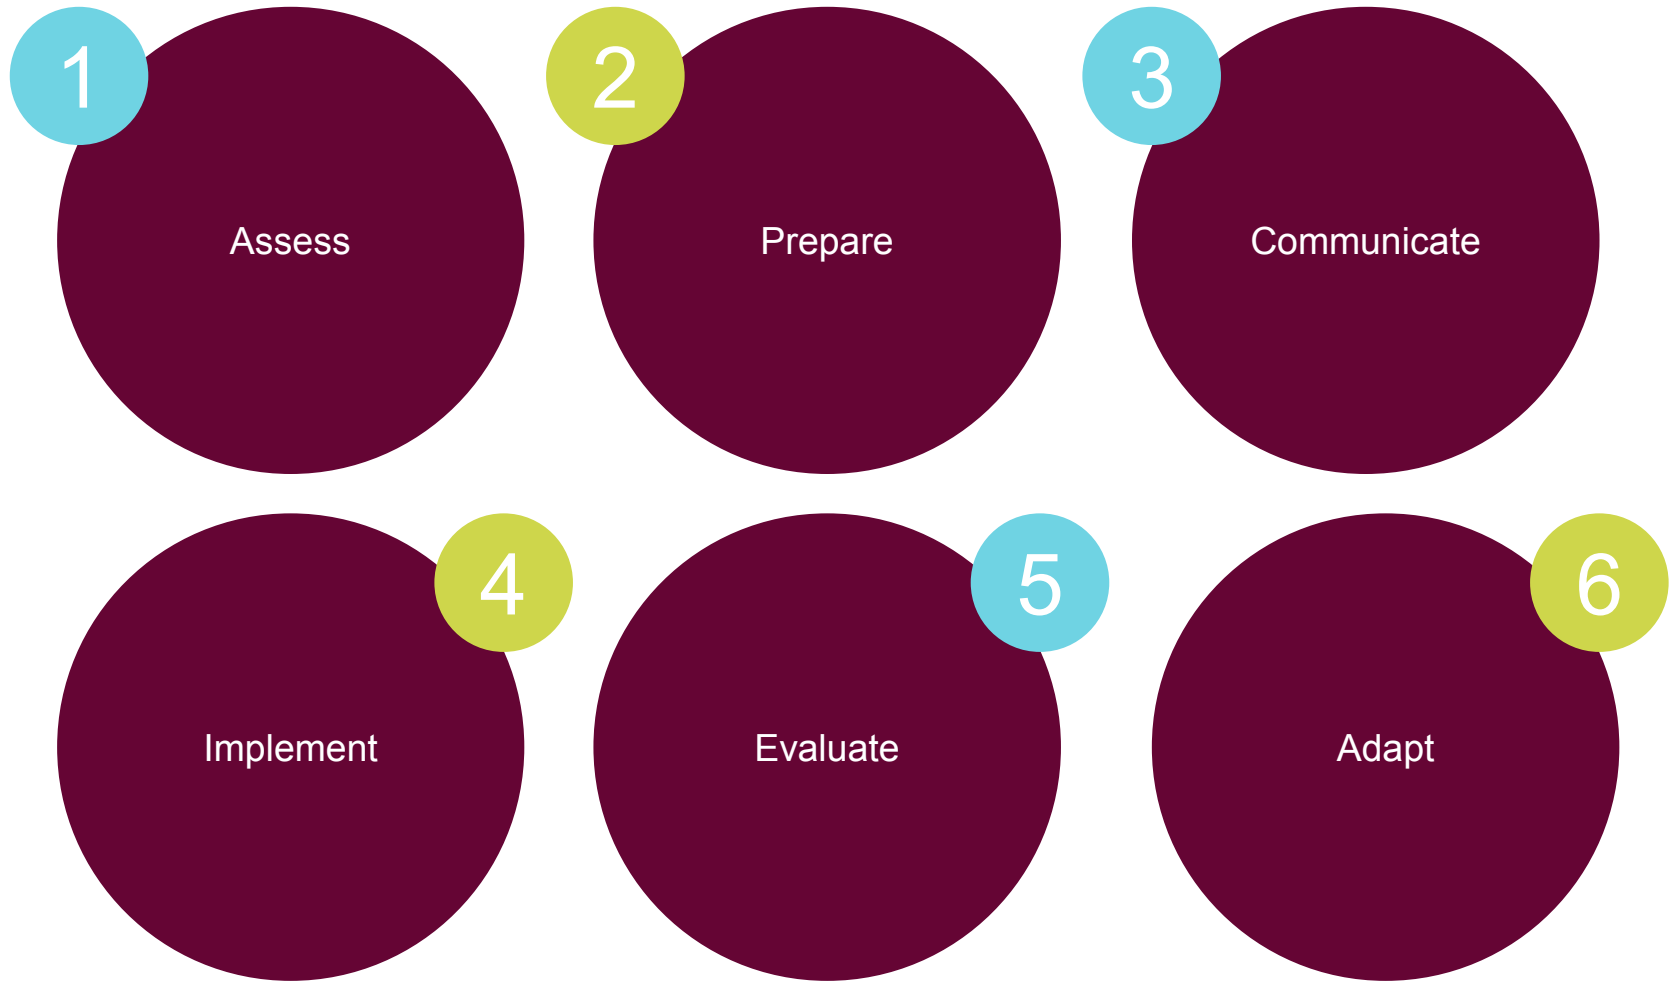 1
Assess
2
Prepare
3
Communicate
4
Implement
5
Evaluate
6
Adapt